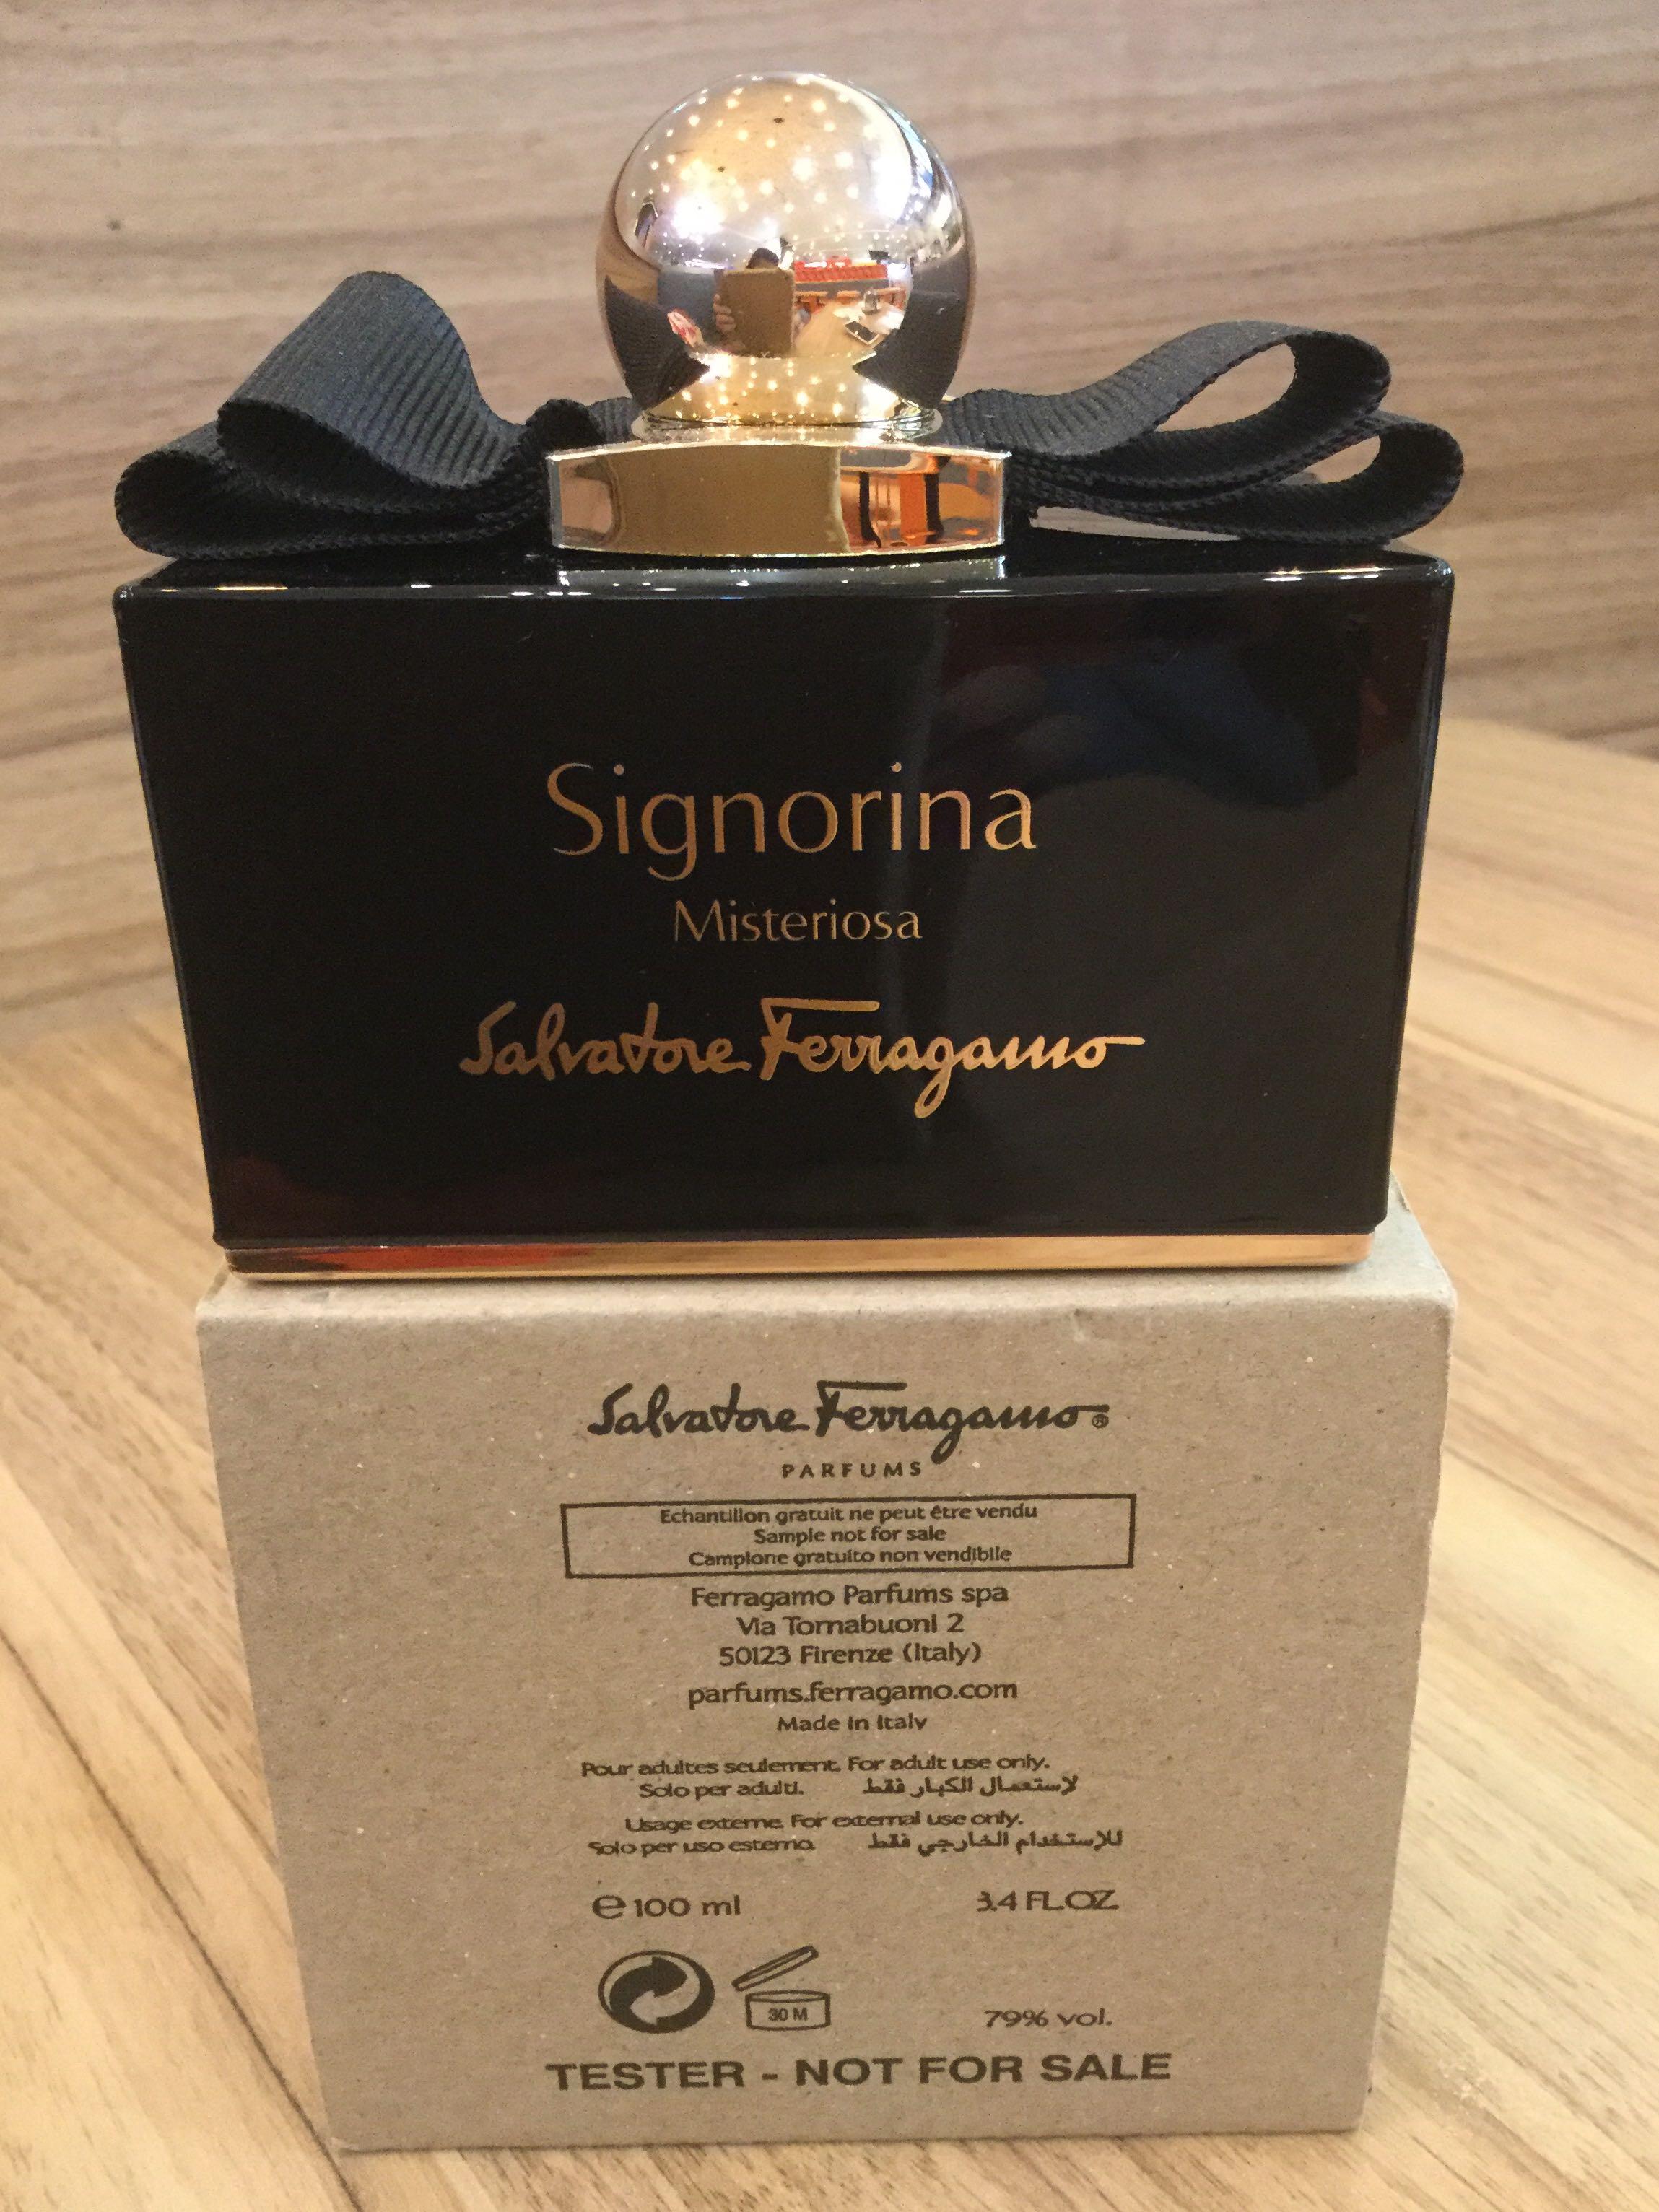 Signorina
Misteriosa
Salvatore Ferragamo
Salvatore Ferragamo®
PARFUMS
Echantillon gratuit ne peut être vendu
Sample not for sale
Campione gratuito non vendibile
Ferragamo Parfums spa
Via Tornabuoni 2
50123 Firenze (Italy)
parfums.ferragamo.com
Made in Italy
Pour adultes seulement. For adult use only.
Solo per adulti. لاستعمال الكبار فقط
Usage externe. For external use only.
Solo per uso esterno. للاستخدام الخارجي فقط
℮ 100 ml 3.4 FL.OZ.
30 M 79% vol.
TESTER - NOT FOR SALE